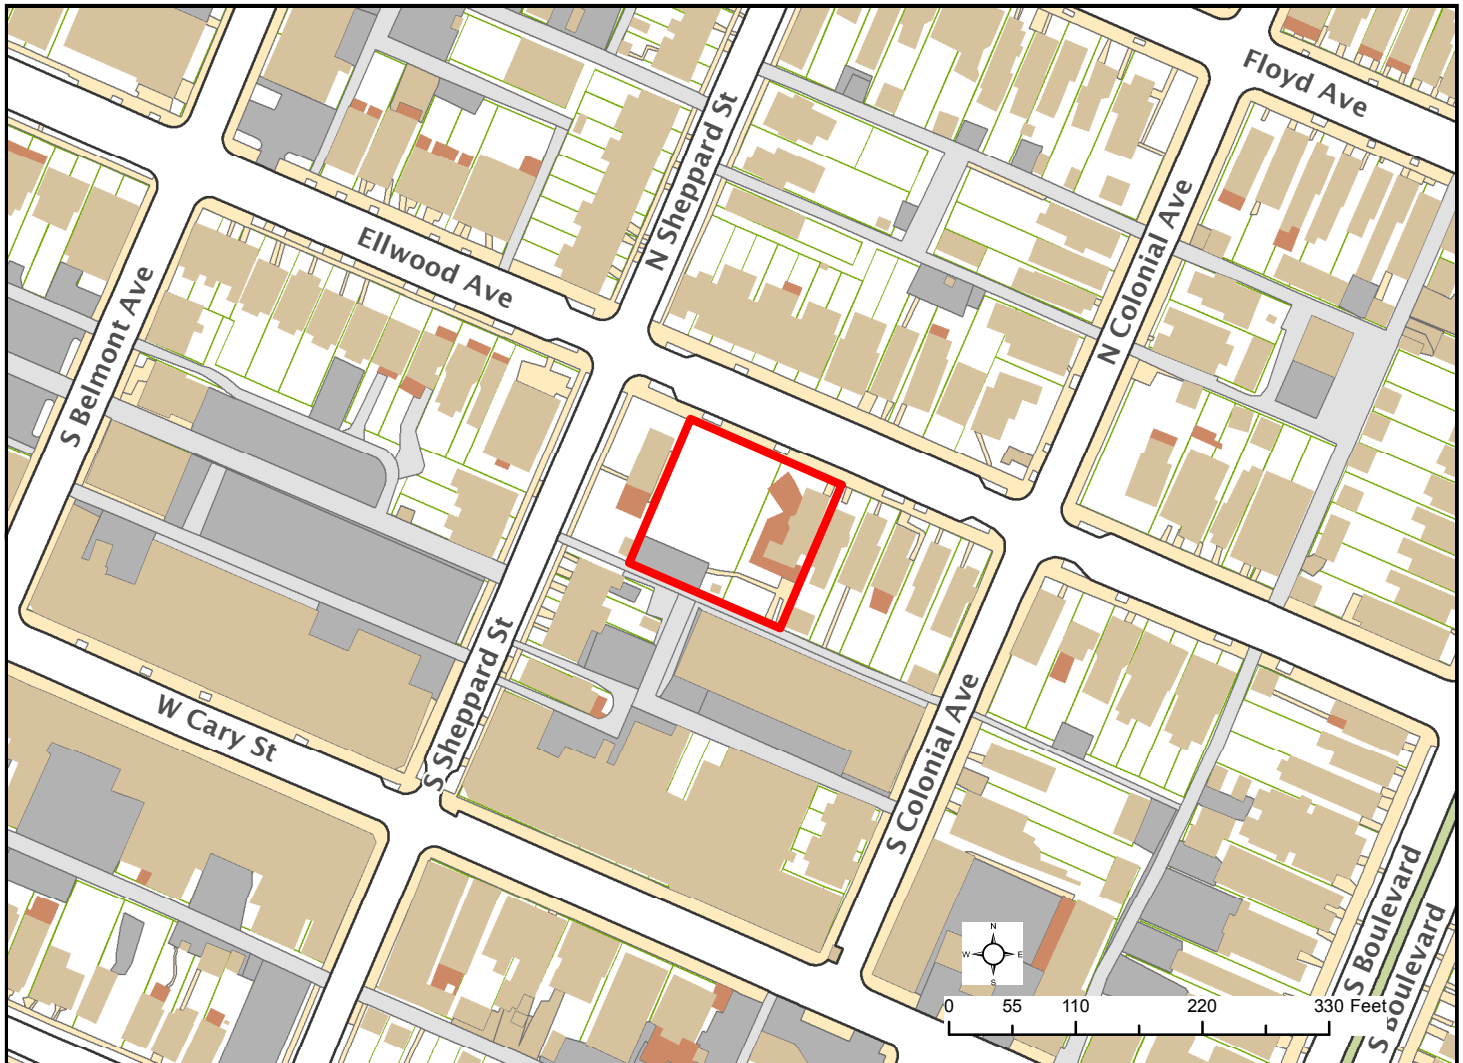 Floyd Ave
N Sheppard St
Ellwood Ave
N Colonial Ave
S Belmont Ave
S Sheppard St
W Cary St
S Colonial Ave
S Boulevard
S Boulevard
N
W E
S
0 55 110 220 330 Feet